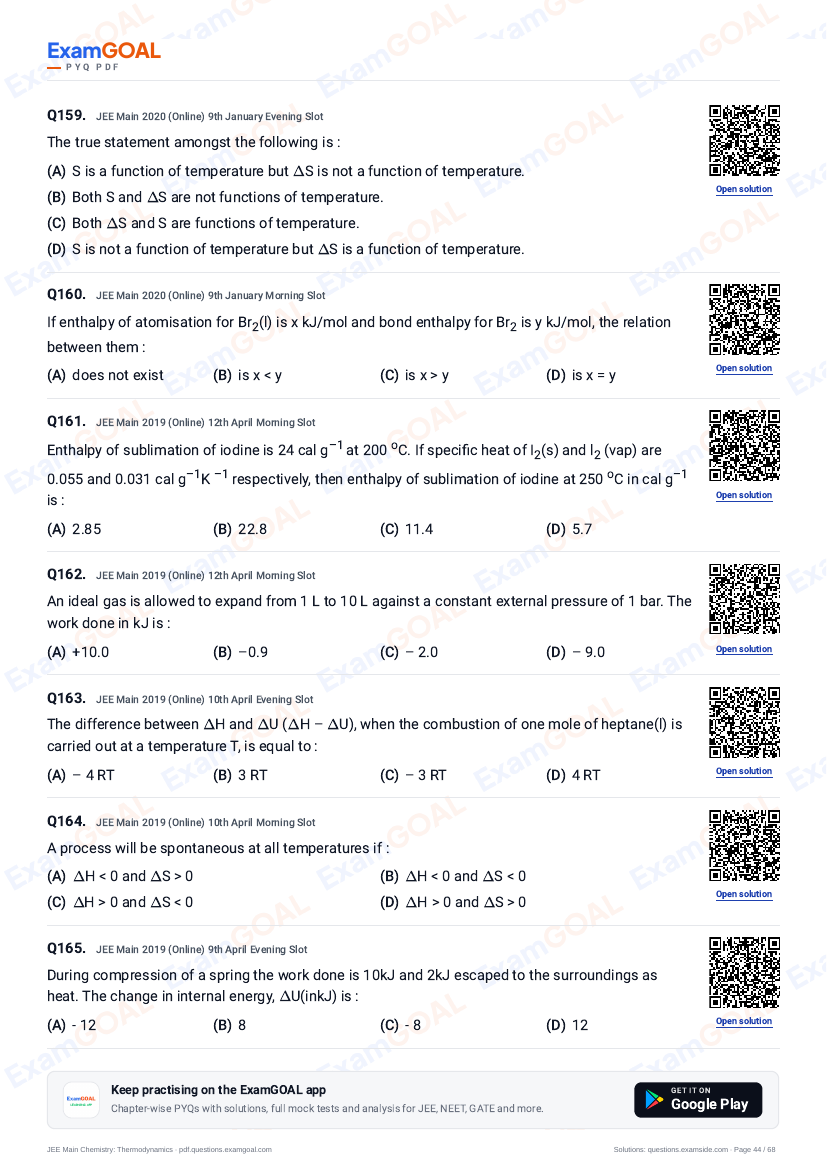 ExamGOAL
PYQ PDF
Q159. JEE Main 2020 (Online) 9th January Evening Slot
The true statement amongst the following is :
(A) S is a function of temperature but ΔS is not a function of temperature.
(B) Both S and ΔS are not functions of temperature.
(C) Both ΔS and S are functions of temperature.
(D) S is not a function of temperature but ΔS is a function of temperature.
Open solution
Q160. JEE Main 2020 (Online) 9th January Morning Slot
If enthalpy of atomisation for Br₂(l) is x kJ/mol and bond enthalpy for Br₂ is y kJ/mol, the relation
between them :
(A) does not exist (B) is x < y (C) is x > y (D) is x = y
Open solution
Q161. JEE Main 2019 (Online) 12th April Morning Slot
Enthalpy of sublimation of iodine is 24 cal g⁻¹ at 200 ᵒC. If specific heat of I₂(s) and I₂ (vap) are
0.055 and 0.031 cal g⁻¹K ⁻¹ respectively, then enthalpy of sublimation of iodine at 250 ᵒC in cal g⁻¹
is :
(A) 2.85 (B) 22.8 (C) 11.4 (D) 5.7
Open solution
Q162. JEE Main 2019 (Online) 12th April Morning Slot
An ideal gas is allowed to expand from 1 L to 10 L against a constant external pressure of 1 bar. The
work done in kJ is :
(A) +10.0 (B) −0.9 (C) − 2.0 (D) − 9.0
Open solution
Q163. JEE Main 2019 (Online) 10th April Evening Slot
The difference between ΔH and ΔU (ΔH − ΔU), when the combustion of one mole of heptane(l) is
carried out at a temperature T, is equal to :
(A) − 4 RT (B) 3 RT (C) − 3 RT (D) 4 RT
Open solution
Q164. JEE Main 2019 (Online) 10th April Morning Slot
A process will be spontaneous at all temperatures if :
(A) ΔH < 0 and ΔS > 0 (B) ΔH < 0 and ΔS < 0
(C) ΔH > 0 and ΔS < 0 (D) ΔH > 0 and ΔS > 0
Open solution
Q165. JEE Main 2019 (Online) 9th April Evening Slot
During compression of a spring the work done is 10kJ and 2kJ escaped to the surroundings as
heat. The change in internal energy, ΔU(inkJ) is :
(A) - 12 (B) 8 (C) - 8 (D) 12
Open solution
ExamGOAL
Keep practising on the ExamGOAL app
Chapter-wise PYQs with solutions, full mock tests and analysis for JEE, NEET, GATE and more.
GET IT ON
Google Play
JEE Main Chemistry: Thermodynamics · pdf.questions.examgoal.com
Solutions: questions.examside.com · Page 44 / 68